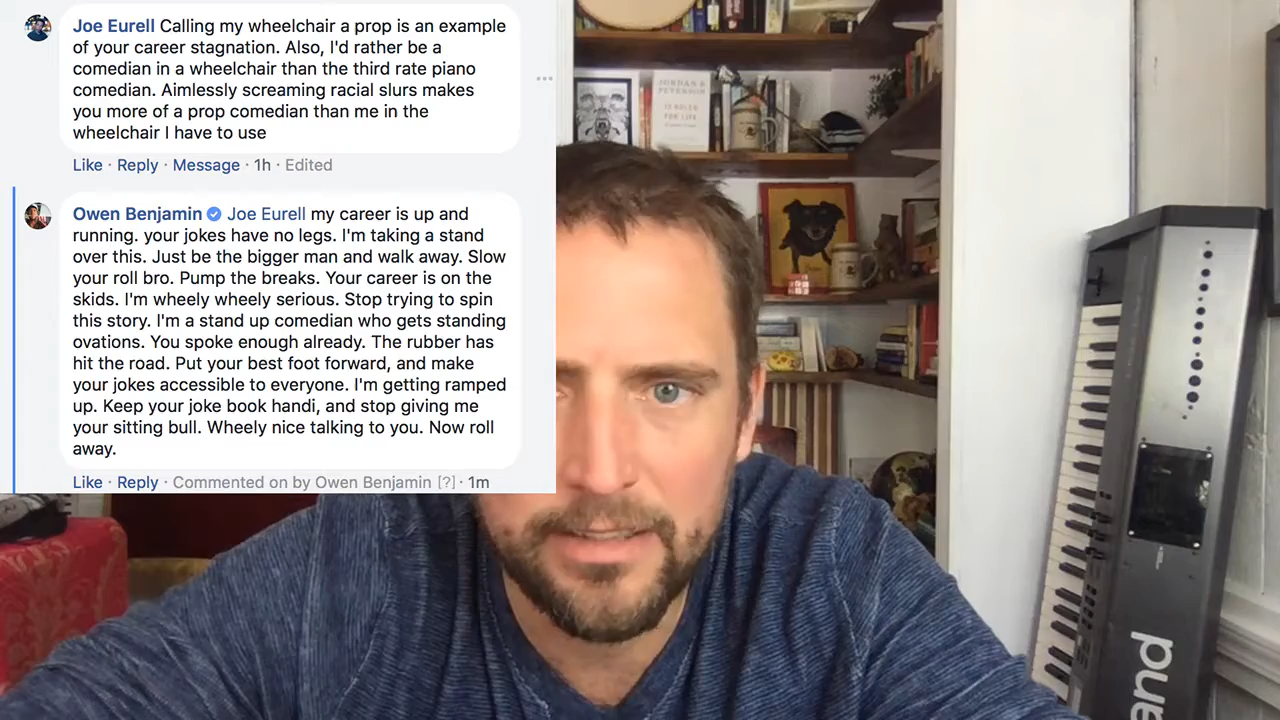 Joe Eurell Calling my wheelchair a prop is an example
of your career stagnation. Also, I'd rather be a
comedian in a wheelchair than the third rate piano
comedian. Aimlessly screaming racial slurs makes
you more of a prop comedian than me in the
wheelchair I have to use
Like · Reply · Message · 1h · Edited
Owen Benjamin Joe Eurell my career is up and
running. your jokes have no legs. I'm taking a stand
over this. Just be the bigger man and walk away. Slow
your roll bro. Pump the breaks. Your career is on the
skids. I'm wheely wheely serious. Stop trying to spin
this story. I'm a stand up comedian who gets standing
ovations. You spoke enough already. The rubber has
hit the road. Put your best foot forward, and make
your jokes accessible to everyone. I'm getting ramped
up. Keep your joke book handi, and stop giving me
your sitting bull. Wheely nice talking to you. Now roll
away.
Like · Reply · Commented on by Owen Benjamin [?] · 1m
JORDAN B.
PETERSON
12 RULES
FOR LIFE
and